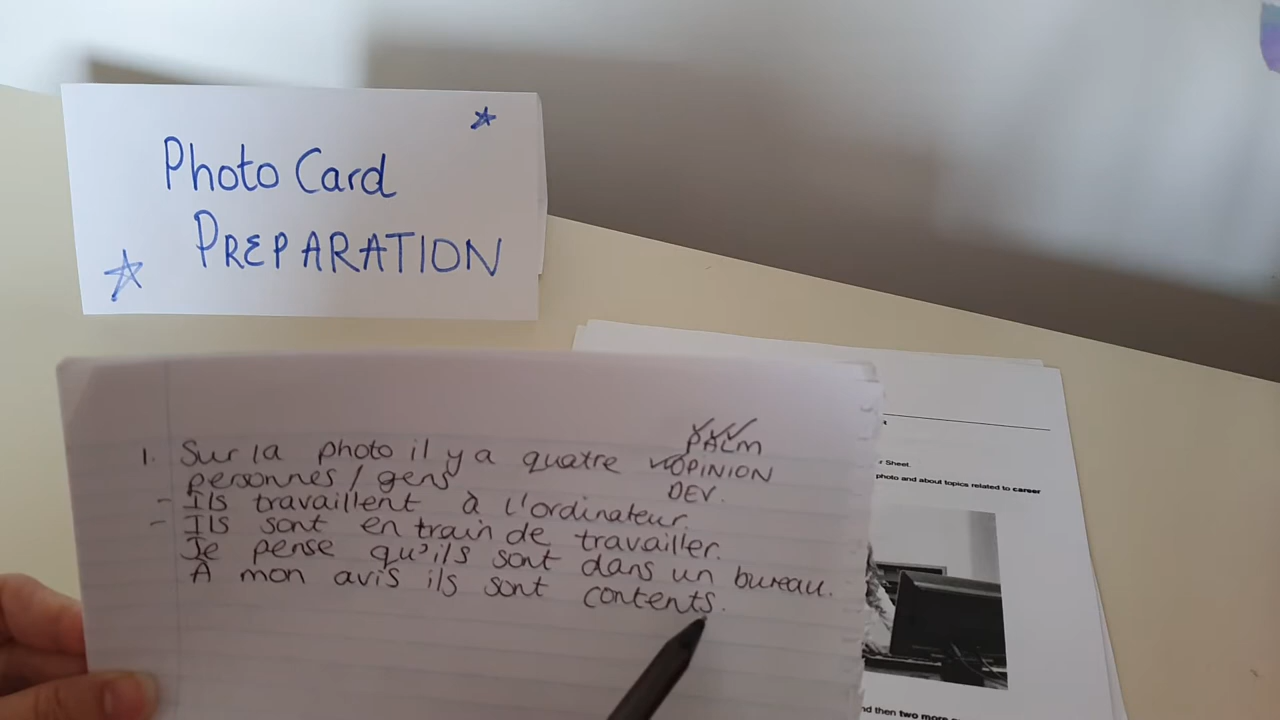 Photo Card
PREPARATION
1. Sur la photo il y a quatre
personnes / gens
- Ils travaillent à l'ordinateur.
- Ils sont en train de travailler.
Je pense qu'ils sont dans un bureau.
A mon avis ils sont contents.
PALM
OPINION
DEV.
r Sheet.
photo and about topics related to career
nd then two more